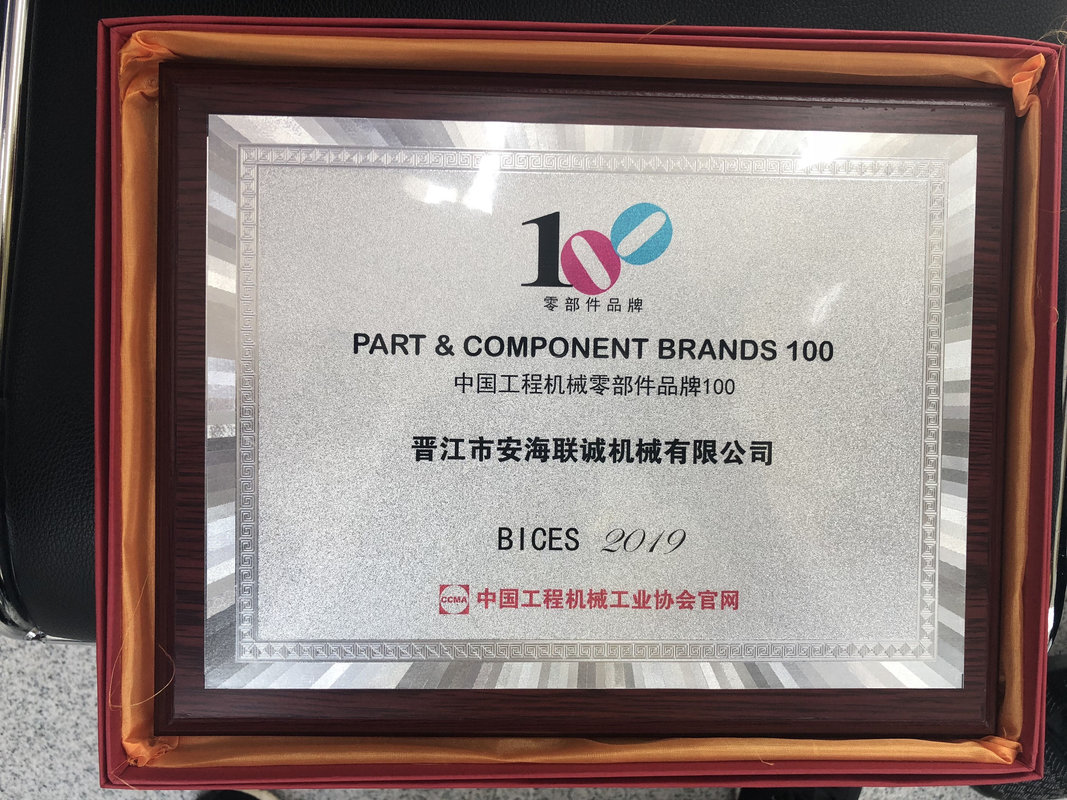 100
零部件品牌
PART & COMPONENT BRANDS 100
中国工程机械零部件品牌100
晋江市安海联诚机械有限公司
BICES 2019
CCMA 中国工程机械工业协会官网